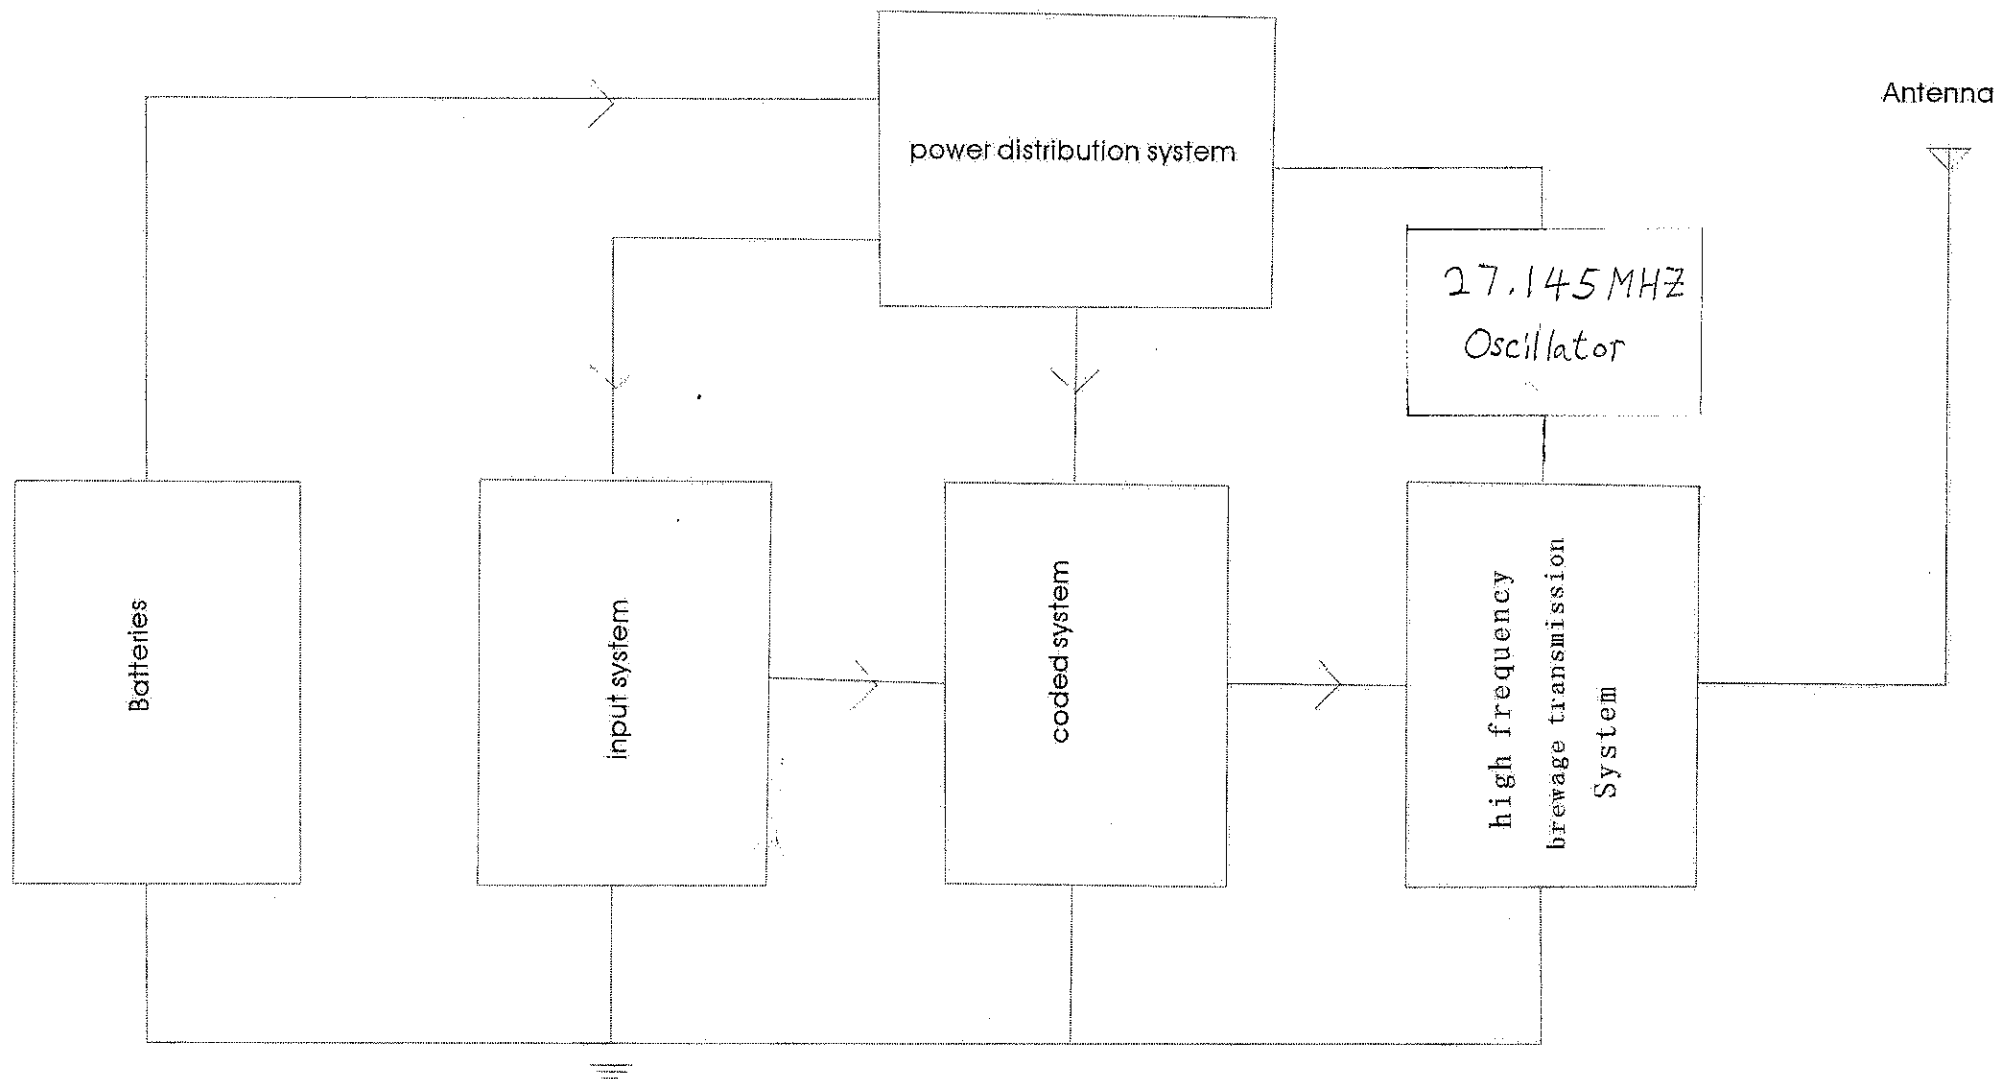 Antenna
power distribution system
27.145MHZ
Oscillator
Batteries
input system
coded system
high frequency
brewage transmission
System